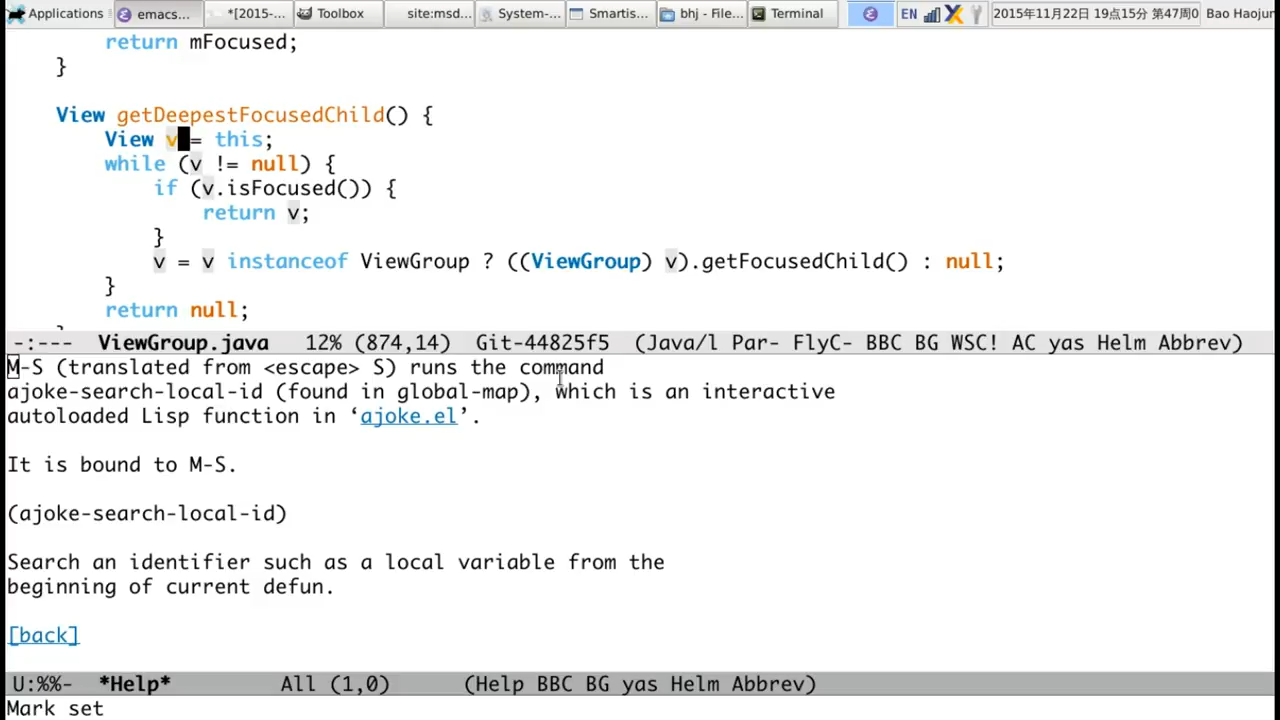 Applications emacs... *[2015-... Toolbox site:msd... System-... Smartis... bhj - File... Terminal EN 2015年11月22日 19点15分 第47周0 Bao Haojun
return mFocused;
}
View getDeepestFocusedChild() {
View v = this;
while (v != null) {
if (v.isFocused()) {
return v;
}
v = v instanceof ViewGroup ? ((ViewGroup) v).getFocusedChild() : null;
}
return null;
-:--- ViewGroup.java 12% (874,14) Git-44825f5 (Java/l Par- FlyC- BBC BG WSC! AC yas Helm Abbrev)
M-S (translated from <escape> S) runs the command
ajoke-search-local-id (found in global-map), which is an interactive
autoloaded Lisp function in ‘ajoke.el’.
It is bound to M-S.
(ajoke-search-local-id)
Search an identifier such as a local variable from the
beginning of current defun.
[back]
U:%%- *Help* All (1,0) (Help BBC BG yas Helm Abbrev)
Mark set